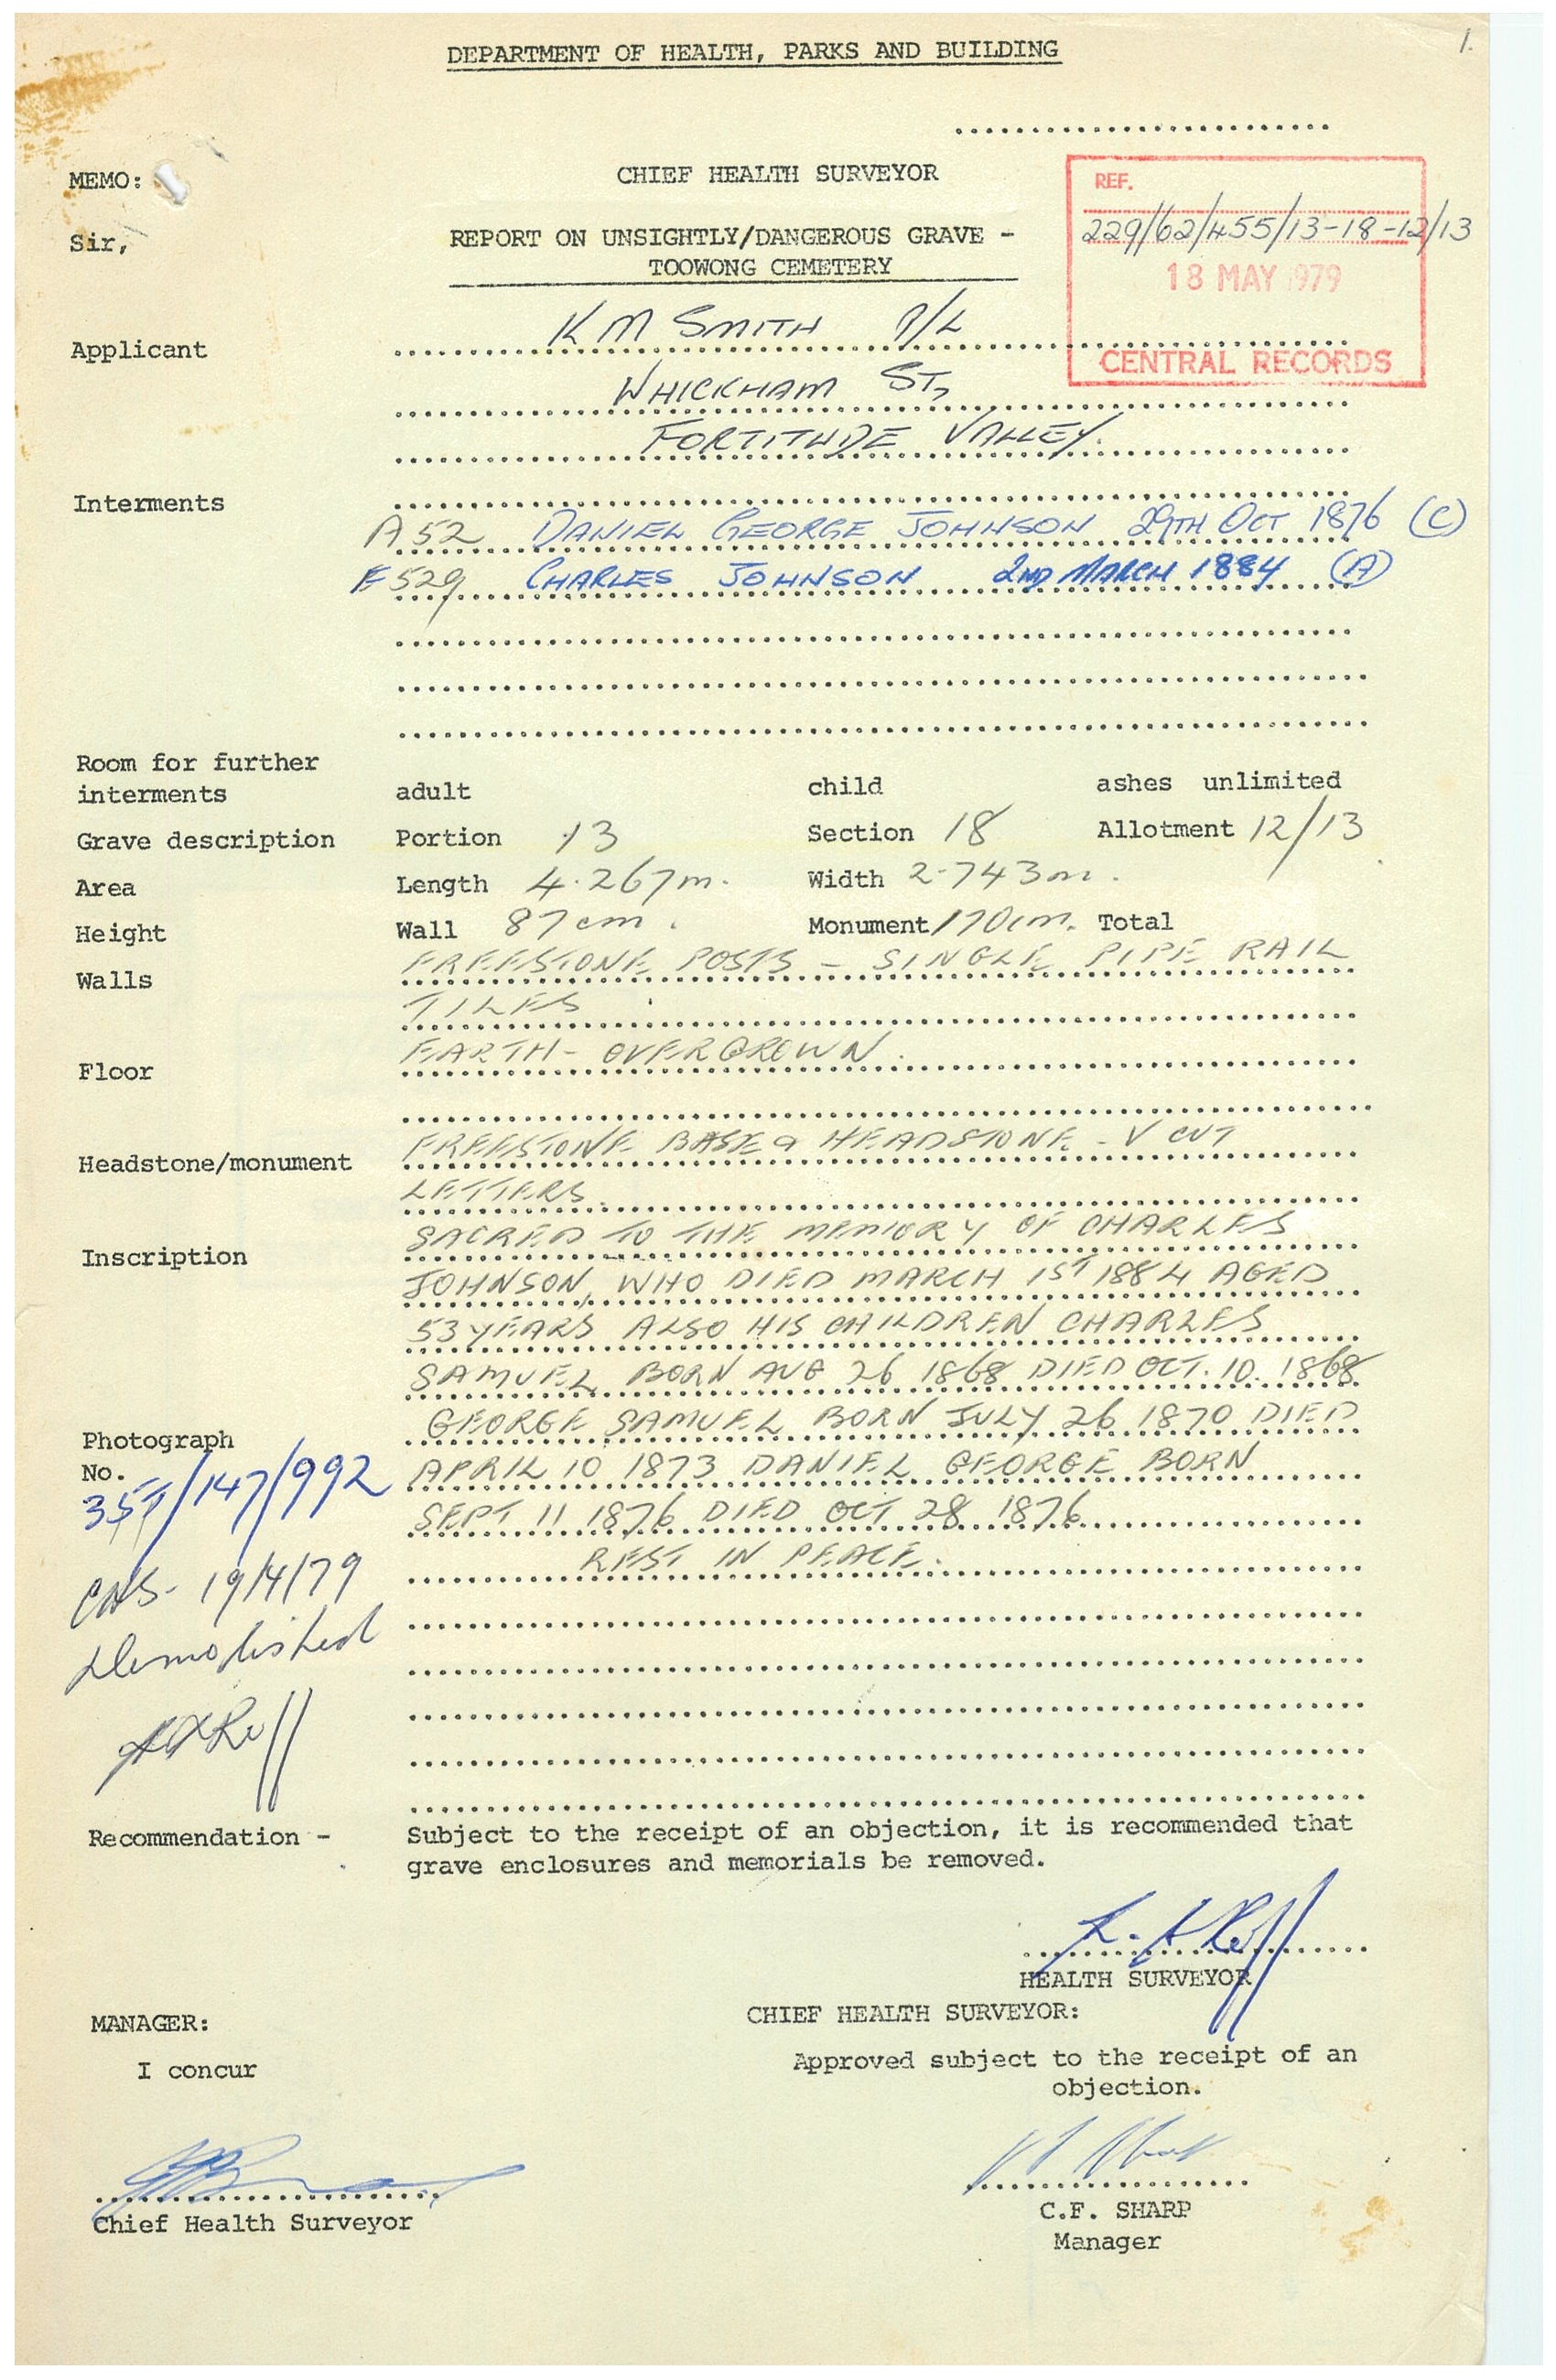 1.
DEPARTMENT OF HEALTH, PARKS AND BUILDING
MEMO:
CHIEF HEALTH SURVEYOR
REF.
229/62/455/13-18-12/13
18 MAY 1979
CENTRAL RECORDS
Sir,
REPORT ON UNSIGHTLY/DANGEROUS GRAVE -
TOOWONG CEMETERY
Applicant
K M SMITH P/L
WHICKHAM ST,
FORTITUDE VALLEY.
Interments
A52 DANIEL GEORGE JOHNSON 29TH OCT 1876 (C)
E529 CHARLES JOHNSON 2ND MARCH 1884 (A)
Room for further
interments adult child ashes unlimited
Grave description Portion 13 Section 18 Allotment 12/13
Area Length 4.267m. Width 2.743m.
Height Wall 87cm. Monument 170cm. Total
Walls FREESTONE POSTS - SINGLE PIPE RAIL
TILES
Floor EARTH - OVERGROWN.
Headstone/monument FREESTONE BASE & HEADSTONE - V CUT
LETTERS.
Inscription SACRED TO THE MEMORY OF CHARLES
JOHNSON, WHO DIED MARCH 1ST 1884 AGED
53 YEARS ALSO HIS CHILDREN CHARLES
SAMUEL BORN AUG 26 1868 DIED OCT. 10. 1868
GEORGE SAMUEL BORN JULY 26 1870 DIED
APRIL 10 1873 DANIEL GEORGE BORN
SEPT 11 1876 DIED OCT 28 1876
REST IN PEACE.
Photograph
No.
357/147/992
CHS- 19/4/79
Demolished
Recommendation - Subject to the receipt of an objection, it is recommended that
grave enclosures and memorials be removed.
HEALTH SURVEYOR
MANAGER:
CHIEF HEALTH SURVEYOR:
I concur
Approved subject to the receipt of an
objection.
Chief Health Surveyor
C.F. SHARP
Manager